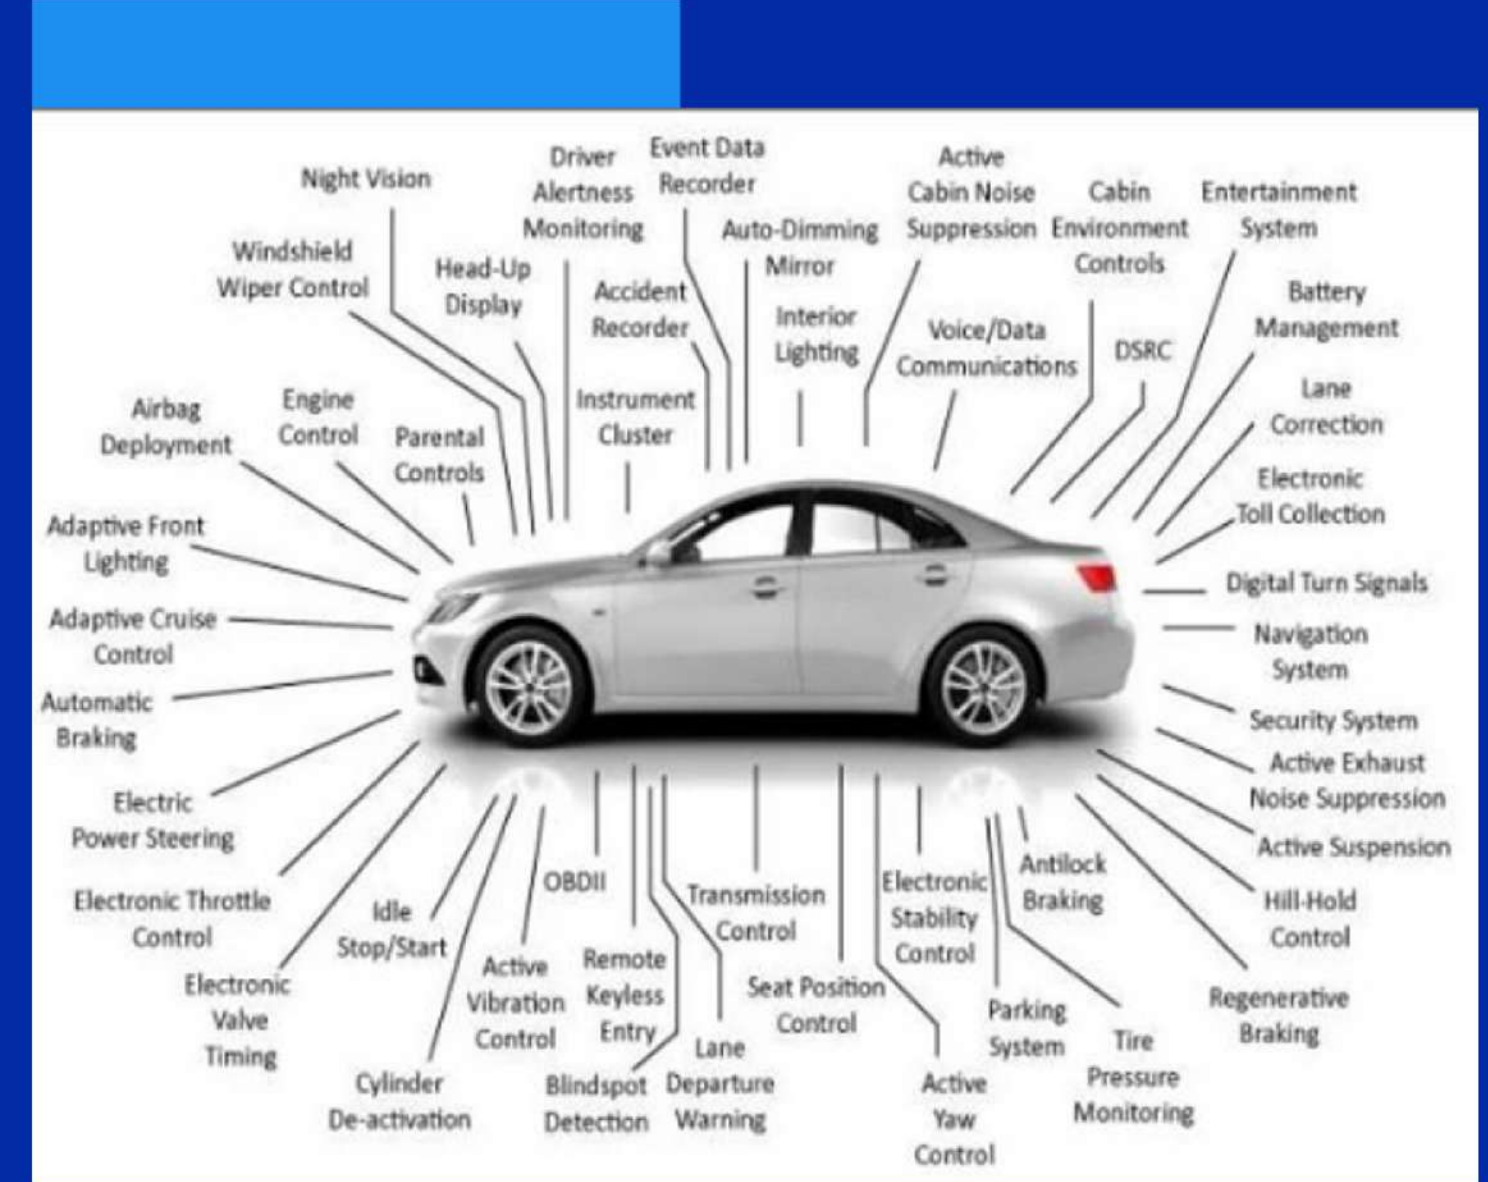 Night Vision
Driver
Alertness
Monitoring
Event Data
Recorder
Active
Cabin Noise
Suppression
Cabin
Environment
Controls
Entertainment
System
Windshield
Wiper Control
Head-Up
Display
Accident
Recorder
Auto-Dimming
Mirror
Interior
Lighting
Voice/Data
Communications
DSRC
Battery
Management
Airbag
Deployment
Engine
Control
Parental
Controls
Instrument
Cluster
Lane
Correction
Electronic
Toll Collection
Adaptive Front
Lighting
Digital Turn Signals
Adaptive Cruise
Control
Navigation
System
Automatic
Braking
Security System
Active Exhaust
Noise Suppression
Electric
Power Steering
Active Suspension
Electronic Throttle
Control
Idle
Stop/Start
OBDII
Transmission
Control
Electronic
Stability
Control
Antilock
Braking
Hill-Hold
Control
Electronic
Valve
Timing
Active
Vibration
Control
Remote
Keyless
Entry
Seat Position
Control
Parking
System
Regenerative
Braking
Cylinder
De-activation
Blindspot
Detection
Lane
Departure
Warning
Active
Yaw
Control
Tire
Pressure
Monitoring